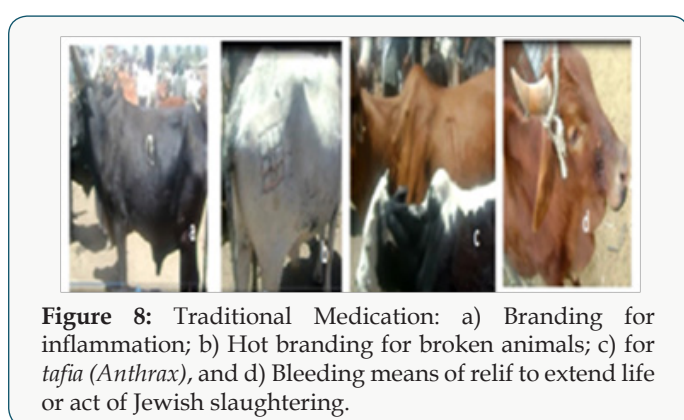 a
b
c
d
Figure 8: Traditional Medication: a) Branding for
inflammation; b) Hot branding for broken animals; c) for
tafia (Anthrax), and d) Bleeding means of relif to extend life
or act of Jewish slaughtering.